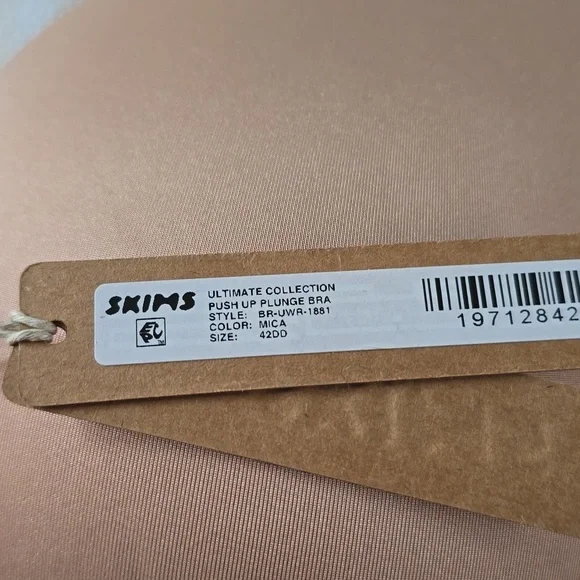 SKIMS
ULTIMATE COLLECTION
PUSH UP PLUNGE BRA
STYLE: BR-UWR-1881
COLOR: MICA
SIZE: 42DD
19712842